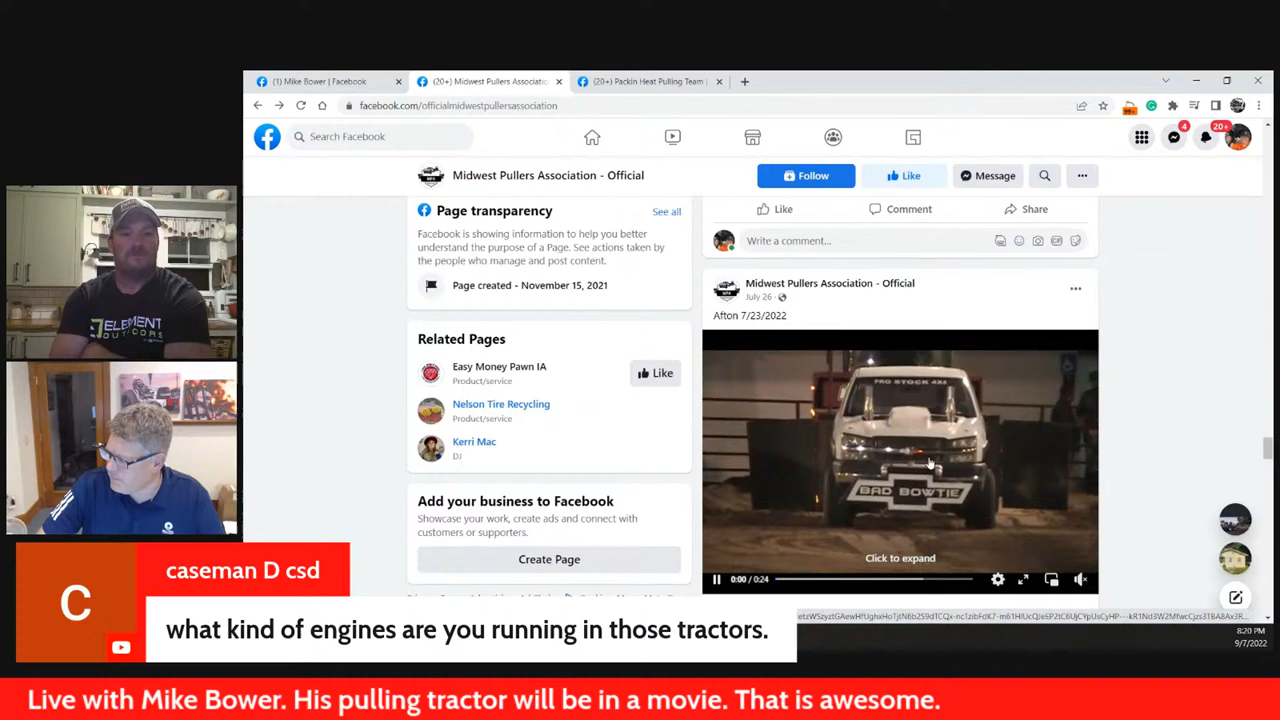 (1) Mike Bower | Facebook
(20+) Midwest Pullers Associatio
(20+) Packin Heat Pulling Team |
facebook.com/officialmidwestpullersassociation
99+
Search Facebook
4
20+
Midwest Pullers Association - Official
Follow
Like
Message
Page transparency
See all
Facebook is showing information to help you better
understand the purpose of a Page. See actions taken by
the people who manage and post content.
Page created - November 15, 2021
Related Pages
Easy Money Pawn IA
Product/service
Like
Nelson Tire Recycling
Product/service
Kerri Mac
DJ
Add your business to Facebook
Showcase your work, create ads and connect with
customers or supporters.
Create Page
Like
Comment
Share
Write a comment...
Midwest Pullers Association - Official
July 26 ·
Afton 7/23/2022
PRO STOCK 4X4
BAD BOWTIE
Click to expand
0:00 / 0:24
8:20 PM
9/7/2022
ELEMENT
OUTDOORS
C
caseman D csd
what kind of engines are you running in those tractors.
Live with Mike Bower. His pulling tractor will be in a movie. That is awesome.